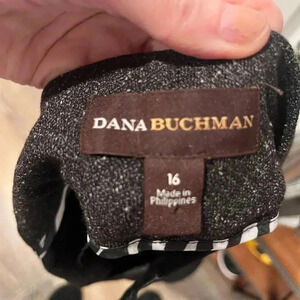 DANA BUCHMAN
16
Made in
Philippines